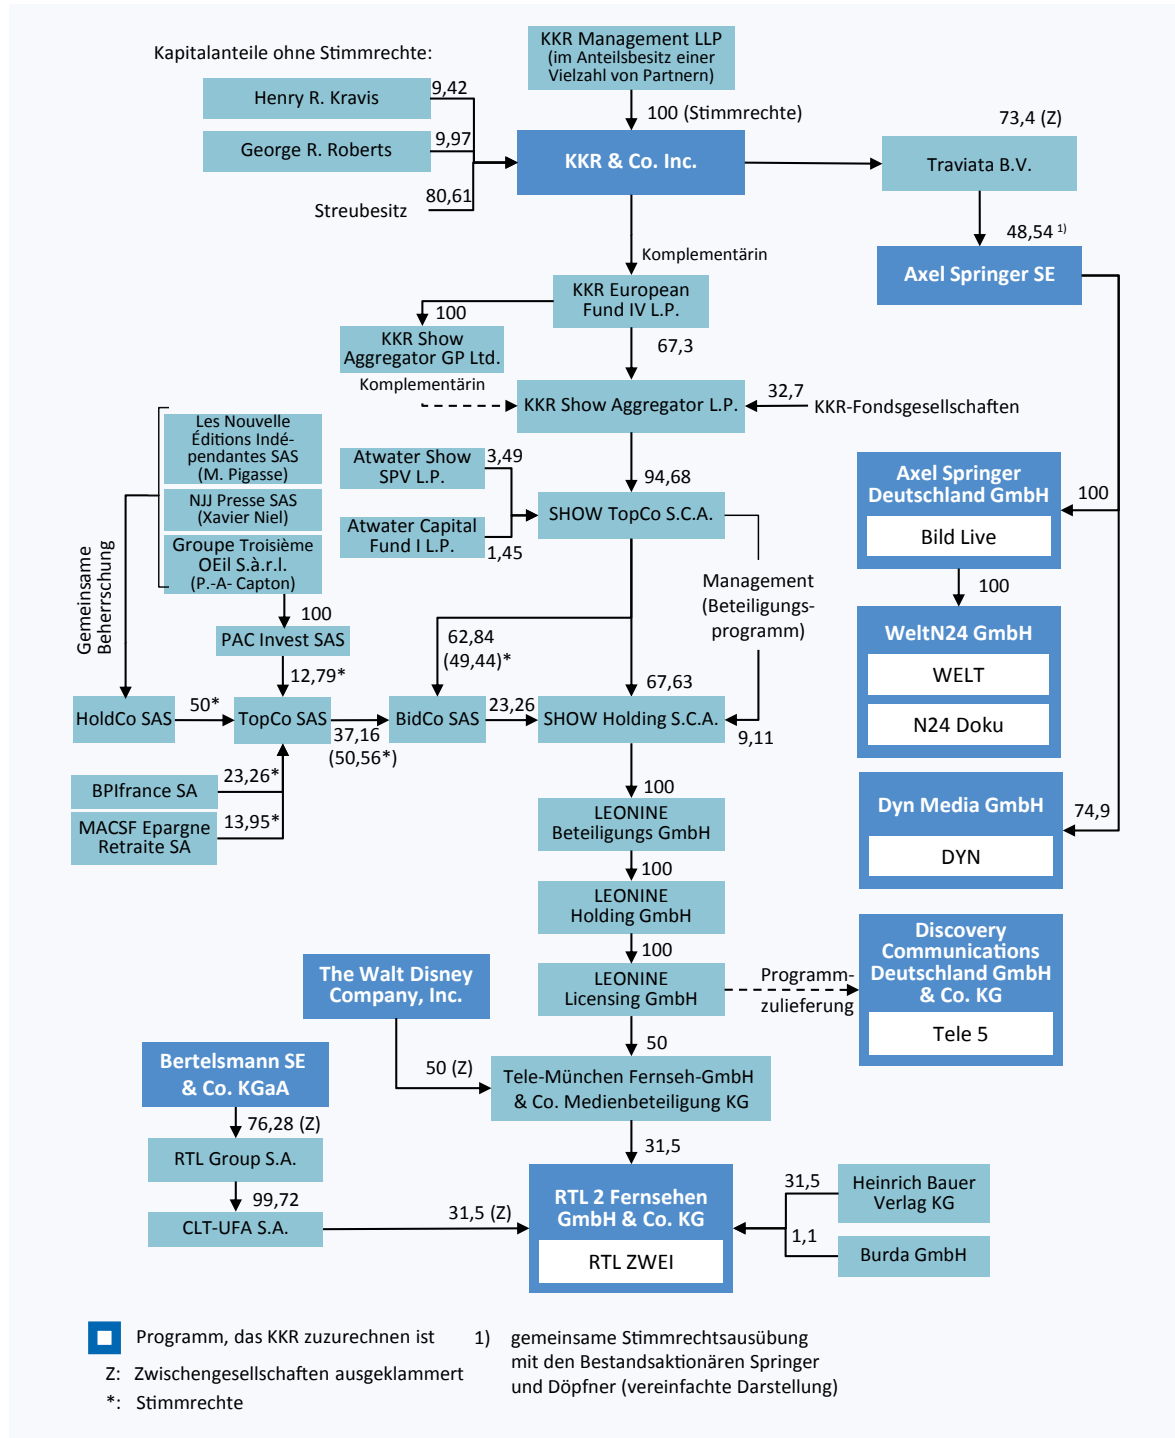 Kapitalanteile ohne Stimmrechte:
Henry R. Kravis
9,42
George R. Roberts
9,97
Streubesitz
80,61
KKR Management LLP
(im Anteilsbesitz einer
Vielzahl von Partnern)
100 (Stimmrechte)
KKR & Co. Inc.
73,4 (Z)
Traviata B.V.
48,54 1)
Axel Springer SE
Komplementärin
KKR European
Fund IV L.P.
100
KKR Show
Aggregator GP Ltd.
Komplementärin
67,3
KKR Show Aggregator L.P.
32,7
KKR-Fondsgesellschaften
Les Nouvelle
Éditions Indé-
pendantes SAS
(M. Pigasse)
NJJ Presse SAS
(Xavier Niel)
Groupe Troisième
OEil S.à.r.l.
(P.-A- Capton)
Gemeinsame
Beherrschung
100
PAC Invest SAS
12,79*
Atwater Show
SPV L.P.
3,49
Atwater Capital
Fund I L.P.
1,45
94,68
SHOW TopCo S.C.A.
Management
(Beteiligungs-
programm)
62,84
(49,44)*
67,63
9,11
HoldCo SAS
50*
TopCo SAS
37,16
(50,56*)
BidCo SAS
23,26
SHOW Holding S.C.A.
BPIfrance SA
23,26*
MACSF Epargne
Retraite SA
13,95*
100
LEONINE
Beteiligungs GmbH
100
LEONINE
Holding GmbH
100
LEONINE
Licensing GmbH
Programm-
zulieferung
50
Axel Springer
Deutschland GmbH
Bild Live
100
100
WeltN24 GmbH
WELT
N24 Doku
Dyn Media GmbH
DYN
74,9
Discovery
Communications
Deutschland GmbH
& Co. KG
Tele 5
The Walt Disney
Company, Inc.
50 (Z)
Tele-München Fernseh-GmbH
& Co. Medienbeteiligung KG
31,5
Bertelsmann SE
& Co. KGaA
76,28 (Z)
RTL Group S.A.
99,72
CLT-UFA S.A.
31,5 (Z)
RTL 2 Fernsehen
GmbH & Co. KG
RTL ZWEI
31,5
Heinrich Bauer
Verlag KG
1,1
Burda GmbH
Programm, das KKR zuzurechnen ist
Z: Zwischengesellschaften ausgeklammert
*: Stimmrechte
1) gemeinsame Stimmrechtsausübung
mit den Bestandsaktionären Springer
und Döpfner (vereinfachte Darstellung)